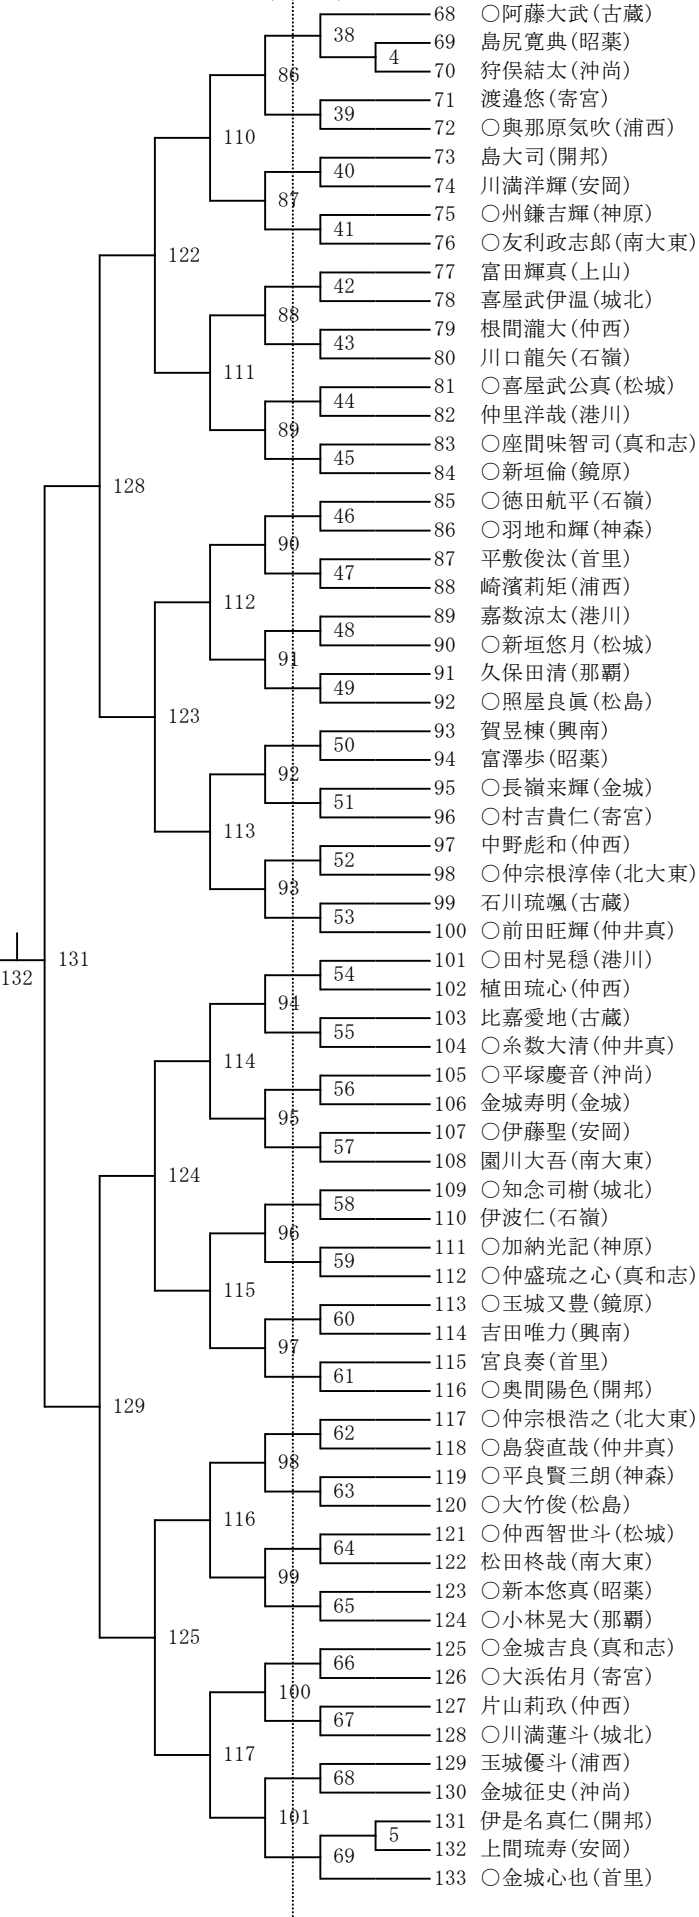 68 ○阿藤大武(古蔵)
38
69 島尻寛典(昭薬)
4
70 狩俣結太(沖尚)
86
71 渡邉悠(寄宮)
39
72 ○與那原気吹(浦西)
110
73 島大司(開邦)
40
74 川満洋輝(安岡)
87
75 ○州鎌吉輝(神原)
41
76 ○友利政志郎(南大東)
122
77 富田輝真(上山)
42
78 喜屋武伊温(城北)
88
79 根間瀧大(仲西)
43
80 川口龍矢(石嶺)
111
81 ○喜屋武公真(松城)
44
82 仲里洋哉(港川)
89
83 ○座間味智司(真和志)
45
84 ○新垣倫(鏡原)
128
85 ○徳田航平(石嶺)
46
86 ○羽地和輝(神森)
90
87 平敷俊汰(首里)
47
88 崎濱莉矩(浦西)
112
89 嘉数涼太(港川)
48
90 ○新垣悠月(松城)
91
91 久保田清(那覇)
49
92 ○照屋良眞(松島)
123
93 賀昱棟(興南)
50
94 富澤歩(昭薬)
92
95 ○長嶺来輝(金城)
51
96 ○村吉貴仁(寄宮)
113
97 中野彪和(仲西)
52
98 ○仲宗根淳倖(北大東)
93
99 石川琉颯(古蔵)
53
100 ○前田旺輝(仲井真)
131
132
101 ○田村晃穏(港川)
54
102 植田琉心(仲西)
94
103 比嘉愛地(古蔵)
55
104 ○糸数大清(仲井真)
114
105 ○平塚慶音(沖尚)
56
106 金城寿明(金城)
95
107 ○伊藤聖(安岡)
57
108 園川大吾(南大東)
124
109 ○知念司樹(城北)
58
110 伊波仁(石嶺)
96
111 ○加納光記(神原)
59
112 ○仲盛琉之心(真和志)
115
113 ○玉城又豊(鏡原)
60
114 吉田唯力(興南)
97
115 宮良奏(首里)
61
116 ○奥間陽色(開邦)
129
117 ○仲宗根浩之(北大東)
62
118 ○島袋直哉(仲井真)
98
119 ○平良賢三朗(神森)
63
120 ○大竹俊(松島)
116
121 ○仲西智世斗(松城)
64
122 松田柊哉(南大東)
99
123 ○新本悠真(昭薬)
65
124 ○小林晃大(那覇)
125
125 ○金城吉良(真和志)
66
126 ○大浜佑月(寄宮)
100
127 片山莉玖(仲西)
67
128 ○川満蓮斗(城北)
117
129 玉城優斗(浦西)
68
130 金城征史(沖尚)
101
131 伊是名真仁(開邦)
5
132 上間琉寿(安岡)
69
133 ○金城心也(首里)